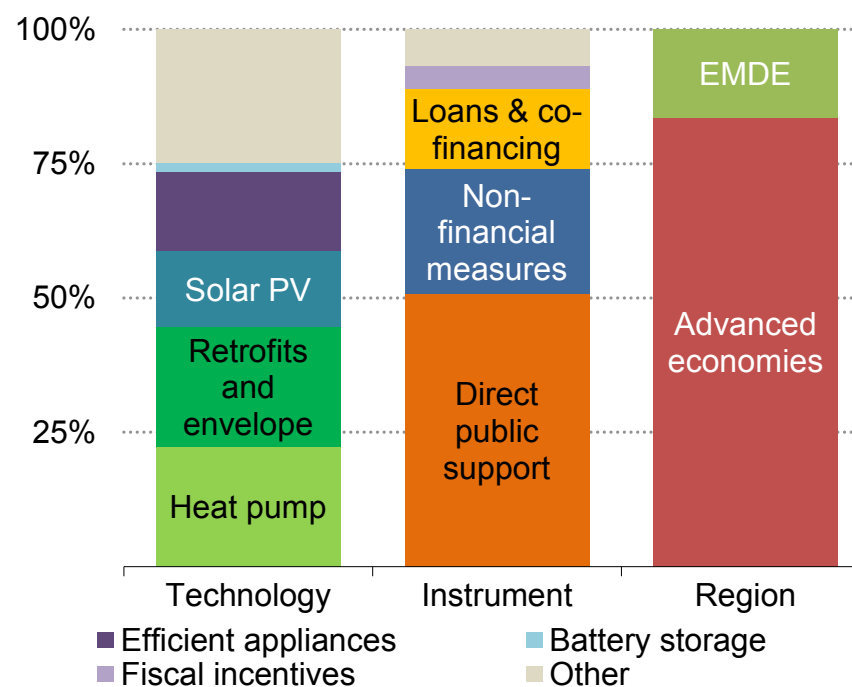 100%
75%
50%
25%
Solar PV
Retrofits
and
envelope
Heat pump
Loans & co-
financing
Non-
financial
measures
Direct
public
support
EMDE
Advanced
economies
Technology
Instrument
Region
Efficient appliances
Battery storage
Fiscal incentives
Other